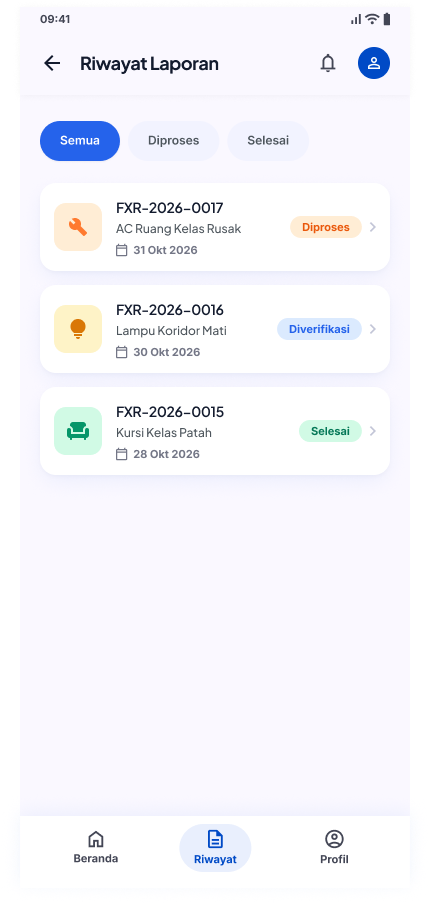 09:41
Riwayat Laporan
Semua
Diproses
Selesai
FXR-2026-0017
AC Ruang Kelas Rusak
31 Okt 2026
Diproses
FXR-2026-0016
Lampu Koridor Mati
30 Okt 2026
Diverifikasi
FXR-2026-0015
Kursi Kelas Patah
28 Okt 2026
Selesai
Beranda
Riwayat
Profil